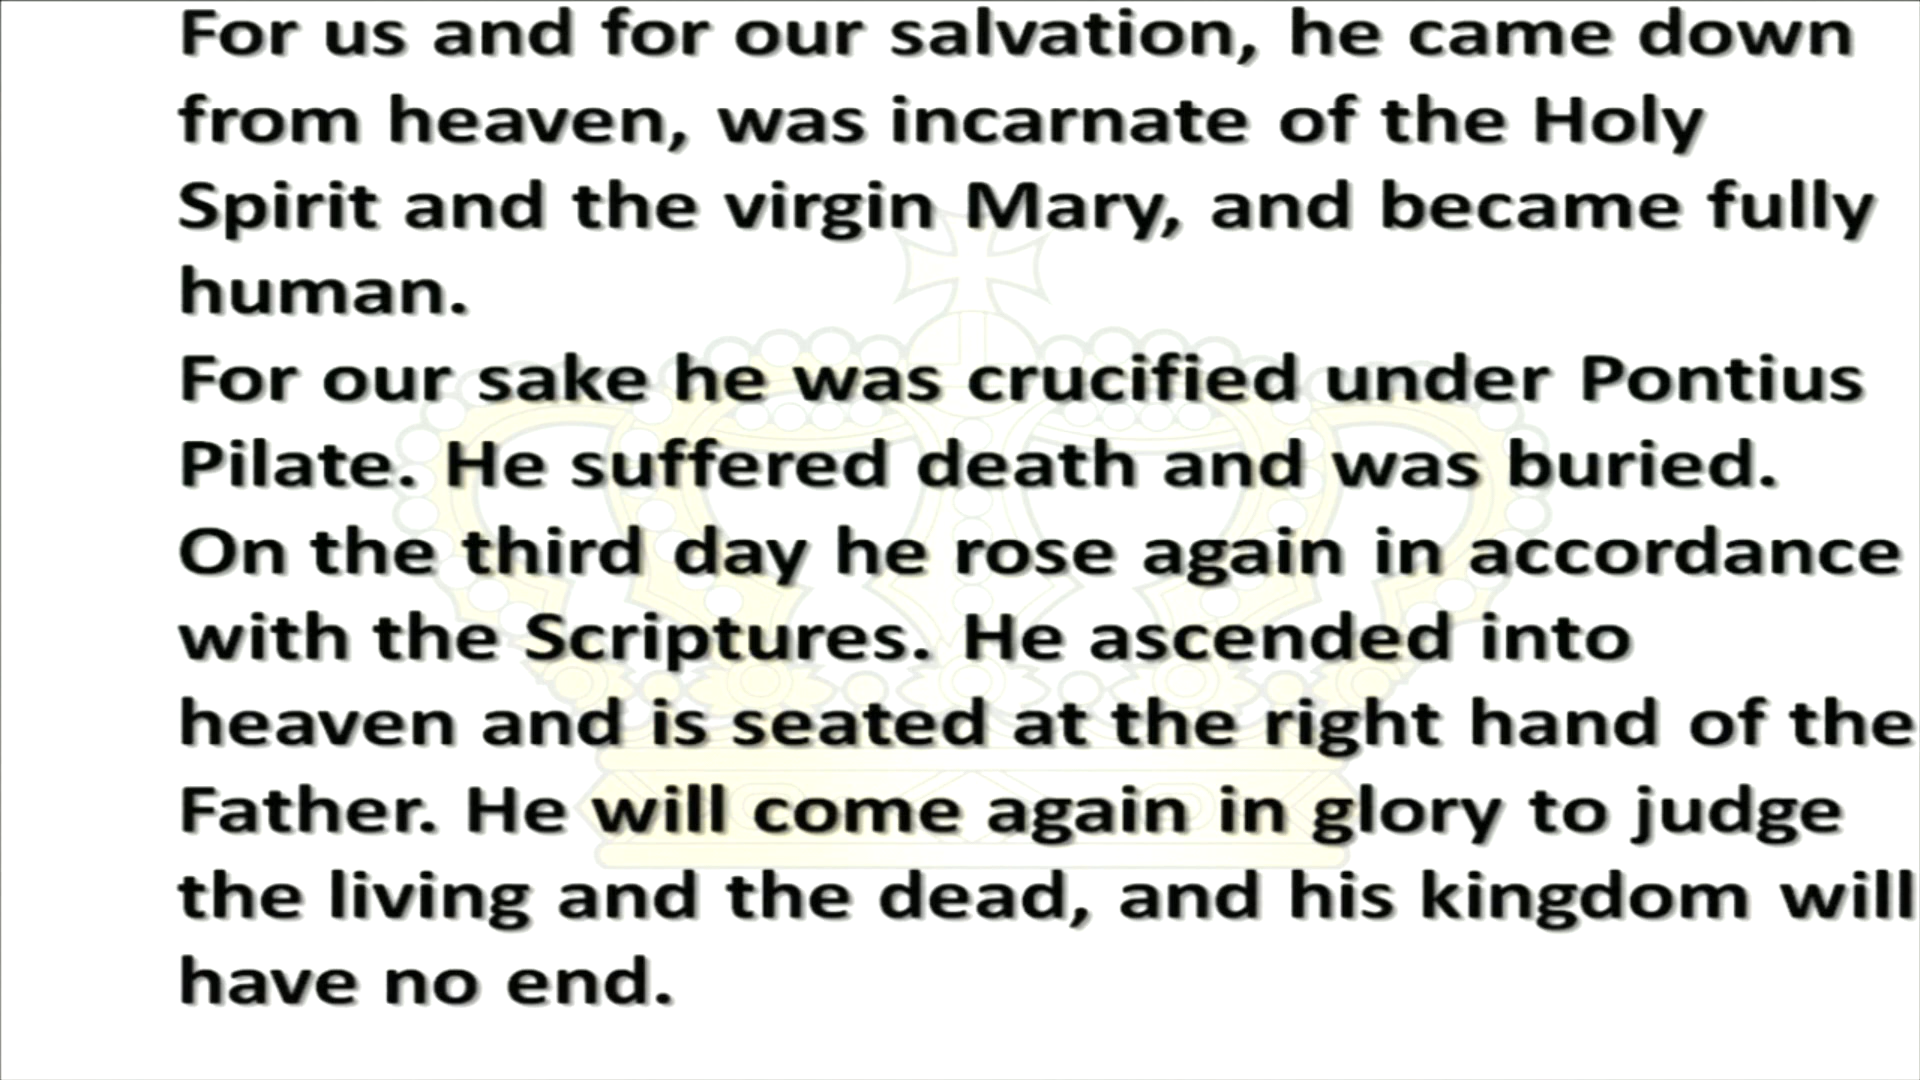 For us and for our salvation, he came down
from heaven, was incarnate of the Holy
Spirit and the virgin Mary, and became fully
human.
For our sake he was crucified under Pontius
Pilate. He suffered death and was buried.
On the third day he rose again in accordance
with the Scriptures. He ascended into
heaven and is seated at the right hand of the
Father. He will come again in glory to judge
the living and the dead, and his kingdom will
have no end.